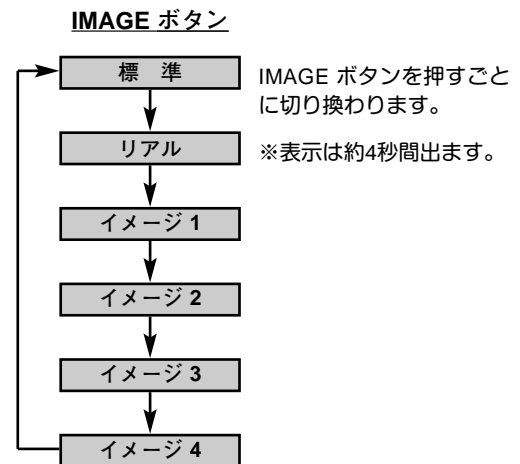 IMAGE ボタン
標　準
IMAGE ボタンを押すごと
に切り換わります。
リアル
※表示は約4秒間出ます。
イメージ 1
イメージ 2
イメージ 3
イメージ 4